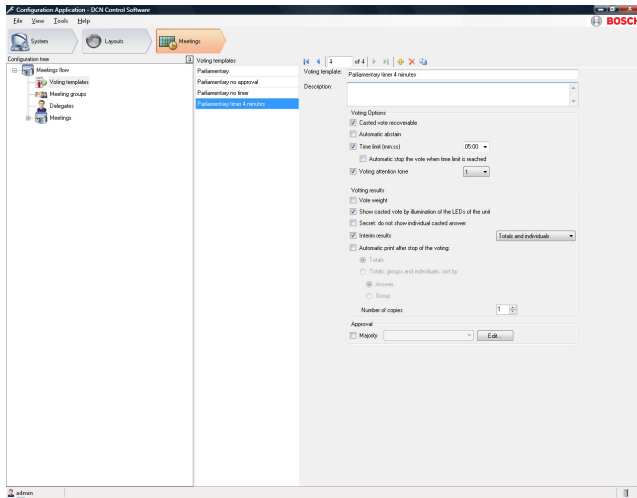 Configuration Application - DCN Control Software
File View Tools Help
BOSCH
System
Layouts
Meetings
Configuration tree
Meetings flow
Voting templates
Meeting groups
Delegates
Meetings
Voting templates
Parliamentary
Parliamentary no approval
Parliamentary no timer
Parliamentary timer 4 minutes
4 of 4
Voting template: Parliamentary timer 4 minutes
Description:
Voting Options
Casted vote recoverable
Automatic abstain
Time limit (mm:ss) 05:00
Automatic stop the vote when time limit is reached
Voting attention tone 1
Voting results
Vote weight
Show casted vote by illumination of the LEDs of the unit
Secret: do not show individual casted answer
Interim results Totals and individuals
Automatic print after stop of the voting:
Totals
Totals, groups and individuals, sort by
Answer
Group
Number of copies 1
Approval
Majority Edit...
admin